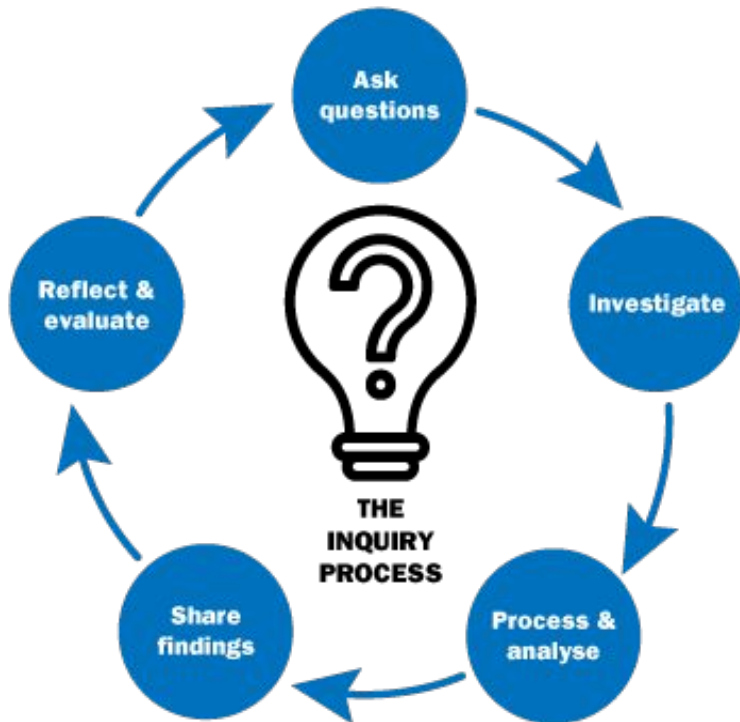 Ask
questions
Investigate
Process &
analyse
Share
findings
Reflect &
evaluate
?
THE
INQUIRY
PROCESS